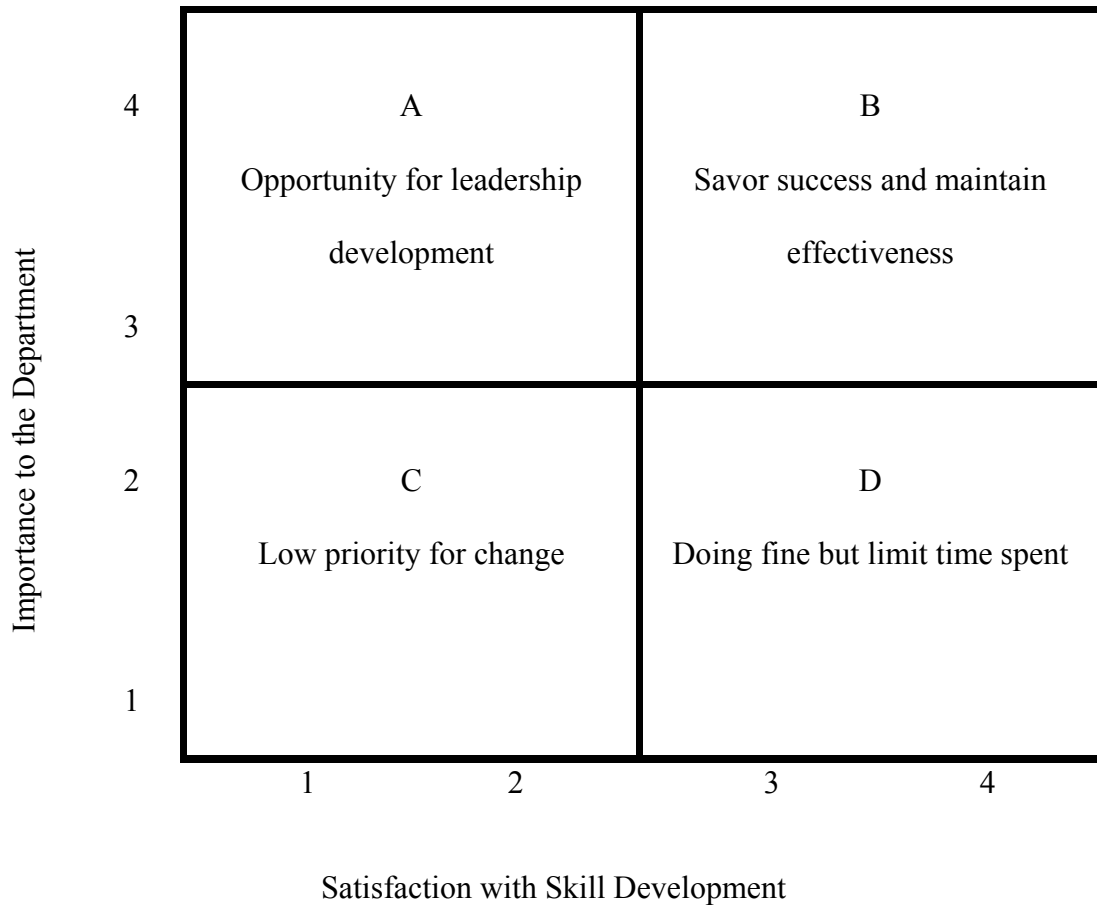 4
A
B
Opportunity for leadership
development
Savor success and maintain
effectiveness
3
Importance to the Department
2
C
D
Low priority for change
Doing fine but limit time spent
1
1
2
3
4
Satisfaction with Skill Development